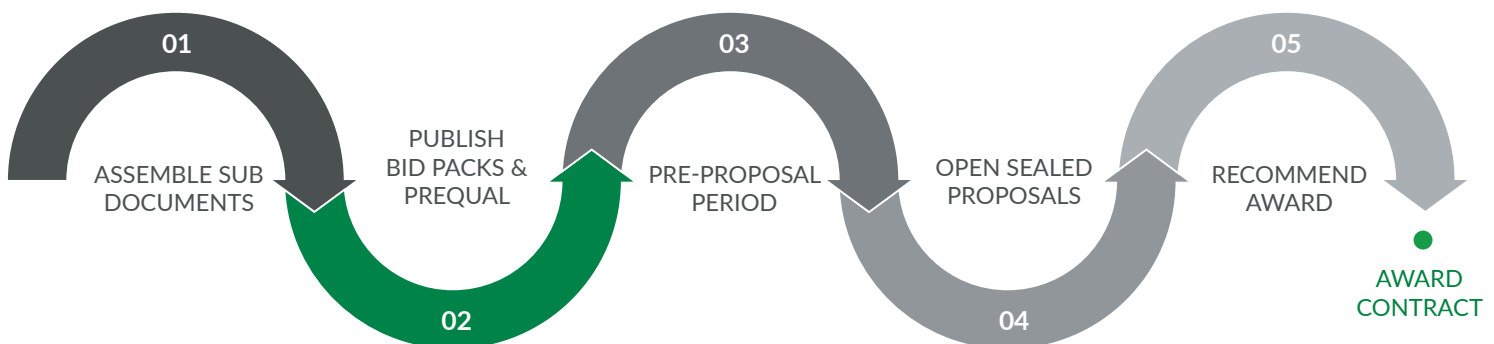 01
ASSEMBLE SUB
DOCUMENTS
02
PUBLISH
BID PACKS &
PREQUAL
03
PRE-PROPOSAL
PERIOD
04
OPEN SEALED
PROPOSALS
05
RECOMMEND
AWARD
AWARD
CONTRACT